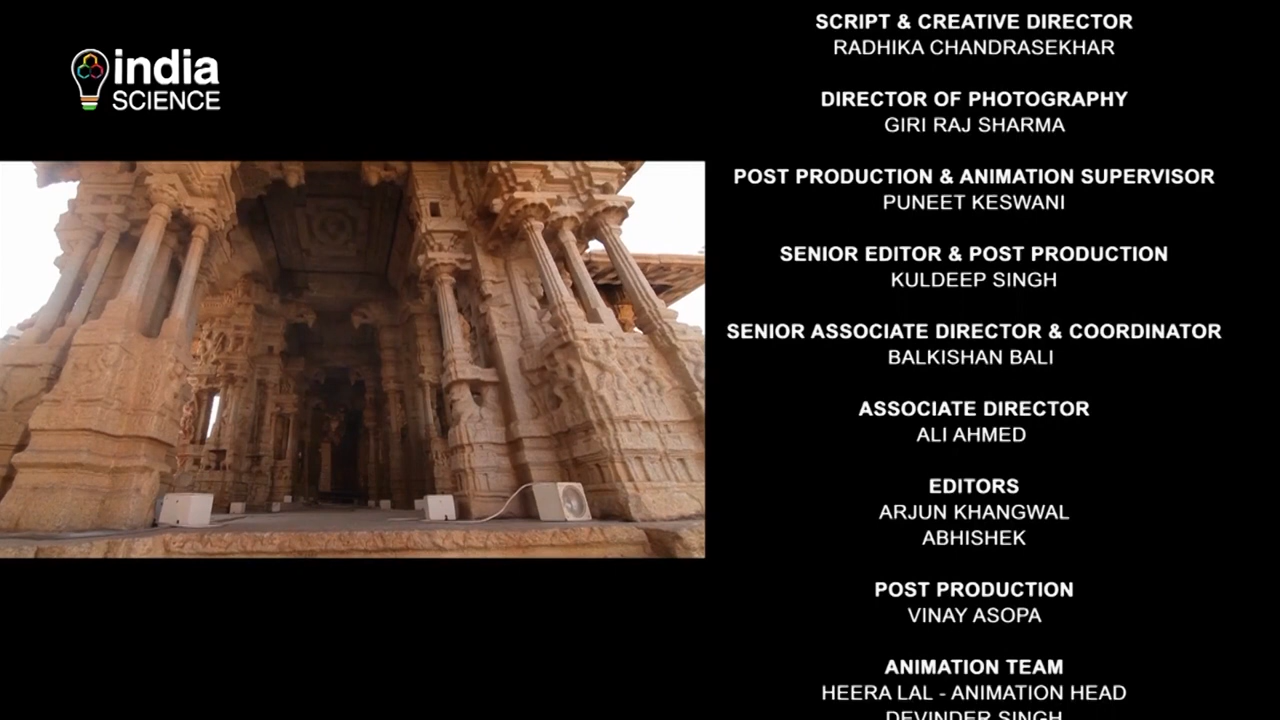 india
SCIENCE
SCRIPT & CREATIVE DIRECTOR
RADHIKA CHANDRASEKHAR
DIRECTOR OF PHOTOGRAPHY
GIRI RAJ SHARMA
POST PRODUCTION & ANIMATION SUPERVISOR
PUNEET KESWANI
SENIOR EDITOR & POST PRODUCTION
KULDEEP SINGH
SENIOR ASSOCIATE DIRECTOR & COORDINATOR
BALKISHAN BALI
ASSOCIATE DIRECTOR
ALI AHMED
EDITORS
ARJUN KHANGWAL
ABHISHEK
POST PRODUCTION
VINAY ASOPA
ANIMATION TEAM
HEERA LAL - ANIMATION HEAD
DEVINDER SINGH